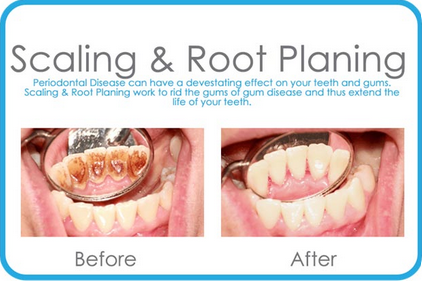 Scaling & Root Planing
Periodontal Disease can have a devestating effect on your teeth and gums.
Scaling & Root Planing work to rid the gums of gum disease and thus extend the
life of your teeth.
Before
After